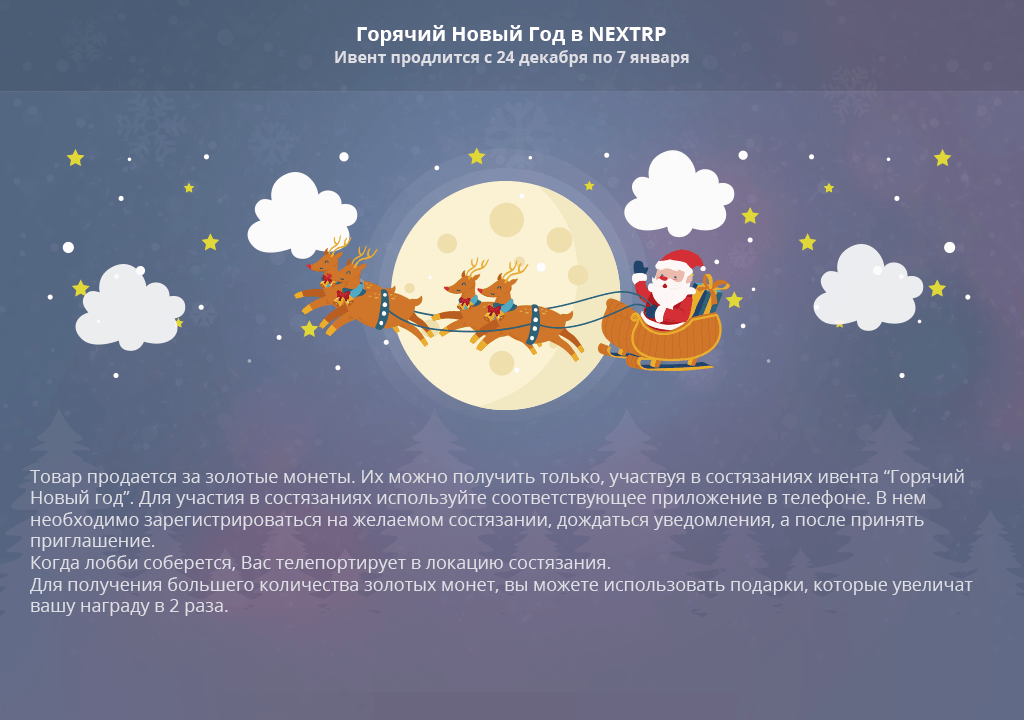 Горячий Новый Год в NEXTRP
Ивент продлится с 24 декабря по 7 января
Товар продается за золотые монеты. Их можно получить только, участвуя в состязаниях ивента “Горячий
Новый год”. Для участия в состязаниях используйте соответствующее приложение в телефоне. В нем
необходимо зарегистрироваться на желаемом состязании, дождаться уведомления, а после принять
приглашение.
Когда лобби соберется, Вас телепортирует в локацию состязания.
Для получения большего количества золотых монет, вы можете использовать подарки, которые увеличат
вашу награду в 2 раза.